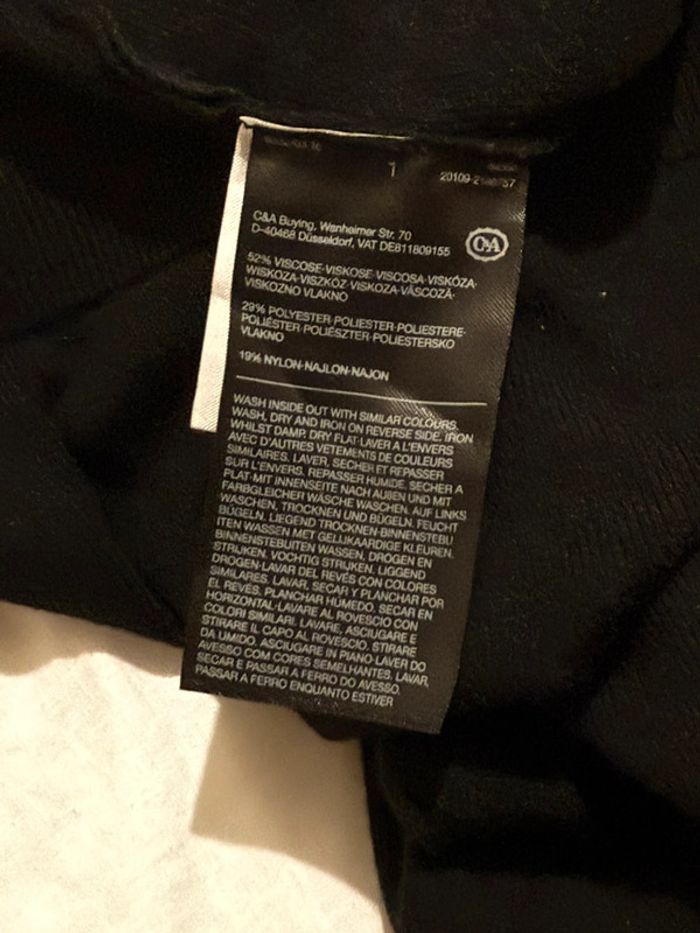 1
C&A Buying, Wanheimer Str. 70
D-40468 Düsseldorf, VAT DE811809155
C&A
52% VISCOSE·VISKOSE·VISCOSA·VISKÓZA·
WISKOZA·VISZKÓZ·VISKOZA·VÂSCOZĂ·
VISKOZNO VLAKNO
29% POLYESTER·POLIESTER·POLIESTERE·
POLIÉSTER·POLIÉSZTER·POLIESTERSKO
VLAKNO
19% NYLON·NAJLON·NAJON
WASH INSIDE OUT WITH SIMILAR COLOURS.
WASH, DRY AND IRON ON REVERSE SIDE. IRON
WHILST DAMP. DRY FLAT·LAVER A L'ENVERS
AVEC D'AUTRES VETEMENTS DE COULEURS
SIMILAIRES. LAVER, SECHER ET REPASSER
SUR L'ENVERS. REPASSER HUMIDE. SECHER A
PLAT·MIT INNENSEITE NACH AUßEN UND MIT
FARBGLEICHER WÄSCHE WASCHEN. AUF LINKS
WASCHEN, TROCKNEN UND BÜGELN. FEUCHT
BÜGELN. LIEGEND TROCKNEN·BINNENSTEBU
ITEN WASSEN MET GELIJKAARDIGE KLEUREN.
BINNENSTEBUITEN WASSEN, DROGEN EN
STRIJKEN. VOCHTIG STRIJKEN. LIGGEND
DROGEN·LAVAR DEL REVÉS CON COLORES
SIMILARES. LAVAR, SECAR Y PLANCHAR POR
EL REVÉS. PLANCHAR HÚMEDO. SECAR EN
HORIZONTAL·LAVARE AL ROVESCIO CON
COLORI SIMILARI. LAVARE, ASCIUGARE E
STIRARE IL CAPO AL ROVESCIO. STIRARE
DA UMIDO. ASCIUGARE IN PIANO·LAVER DO
AVESSO COM CORES SEMELHANTES. LAVAR,
SECAR E PASSAR A FERRO DO AVESSO.
PASSAR A FERRO ENQUANTO ESTIVER